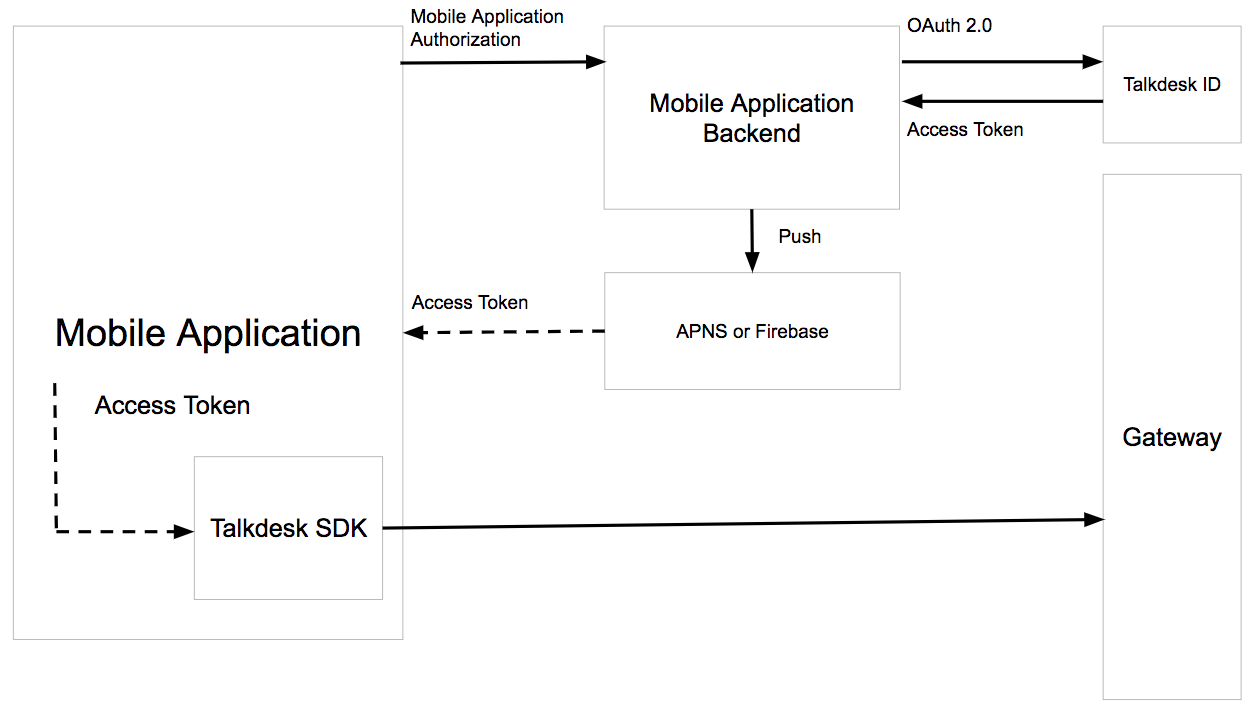 Mobile Application
Authorization
OAuth 2.0
Talkdesk ID
Mobile Application
Backend
Access Token
Push
Access Token
APNS or Firebase
Mobile Application
Access Token
Gateway
Talkdesk SDK